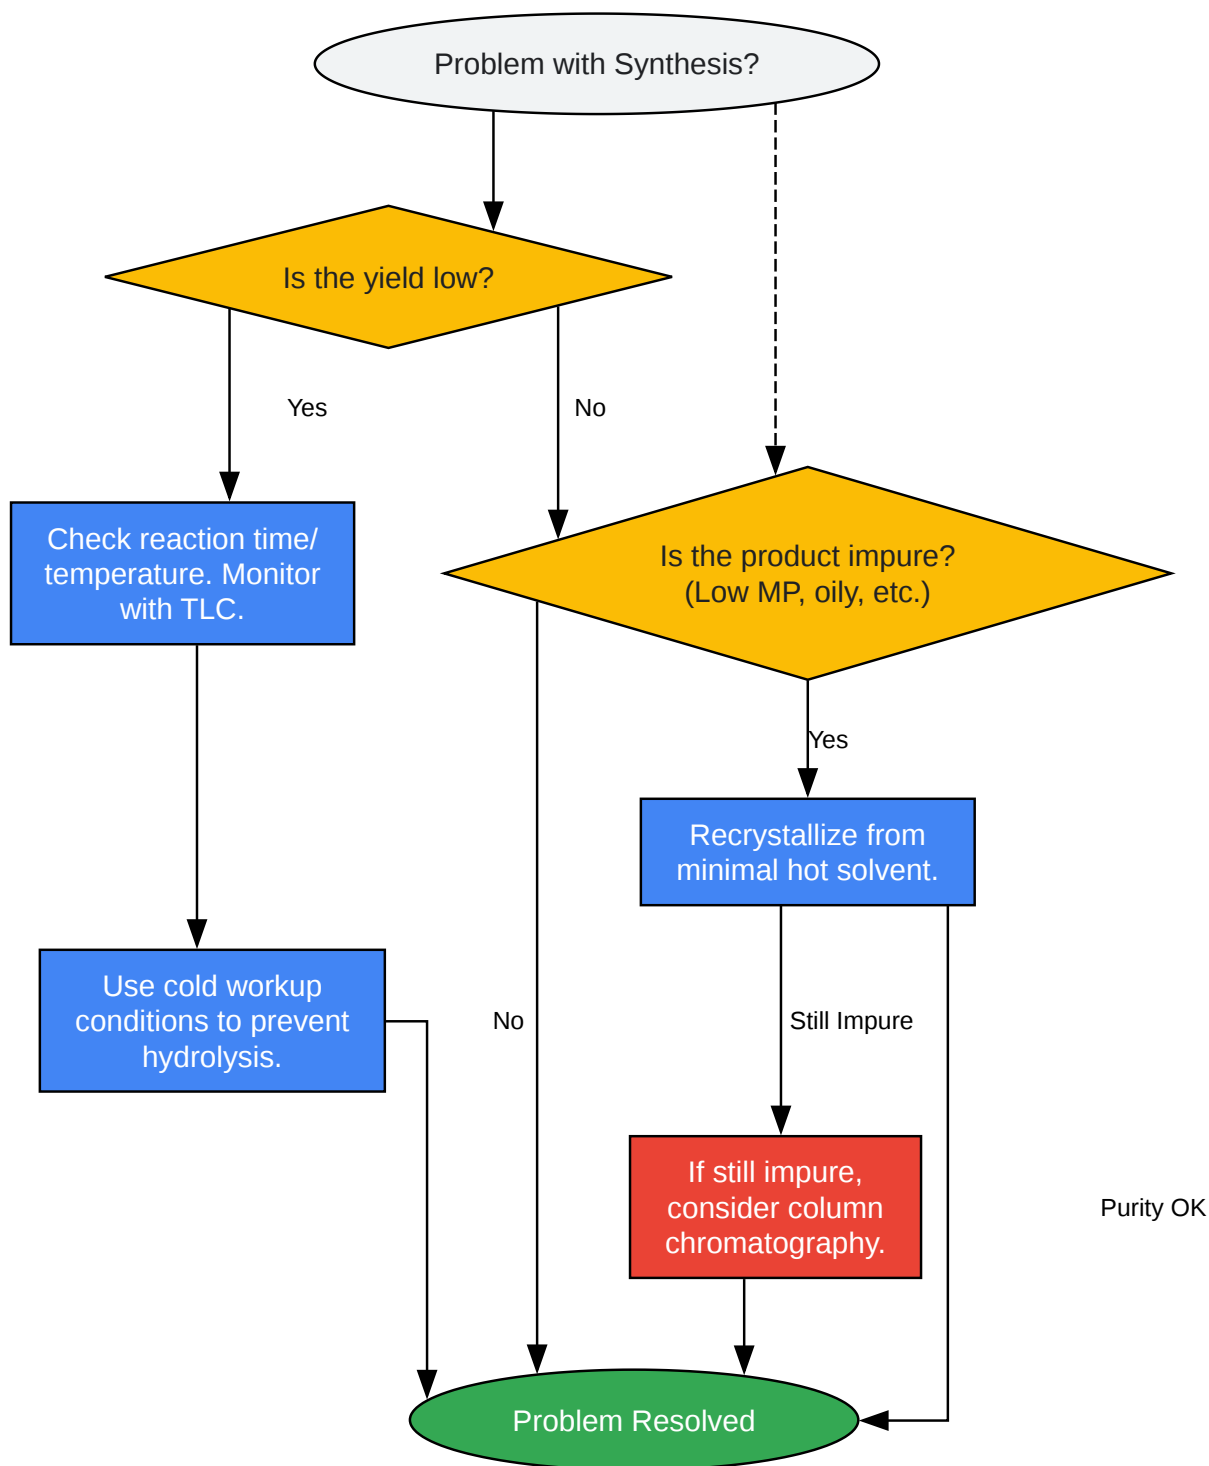 Problem with Synthesis?
Is the yield low?
Yes
No
Check reaction time/
temperature. Monitor
with TLC.
Is the product impure?
(Low MP, oily, etc.)
Yes
Recrystallize from
minimal hot solvent.
Use cold workup
conditions to prevent
hydrolysis.
No
Still Impure
If still impure,
consider column
chromatography.
Purity OK
Problem Resolved